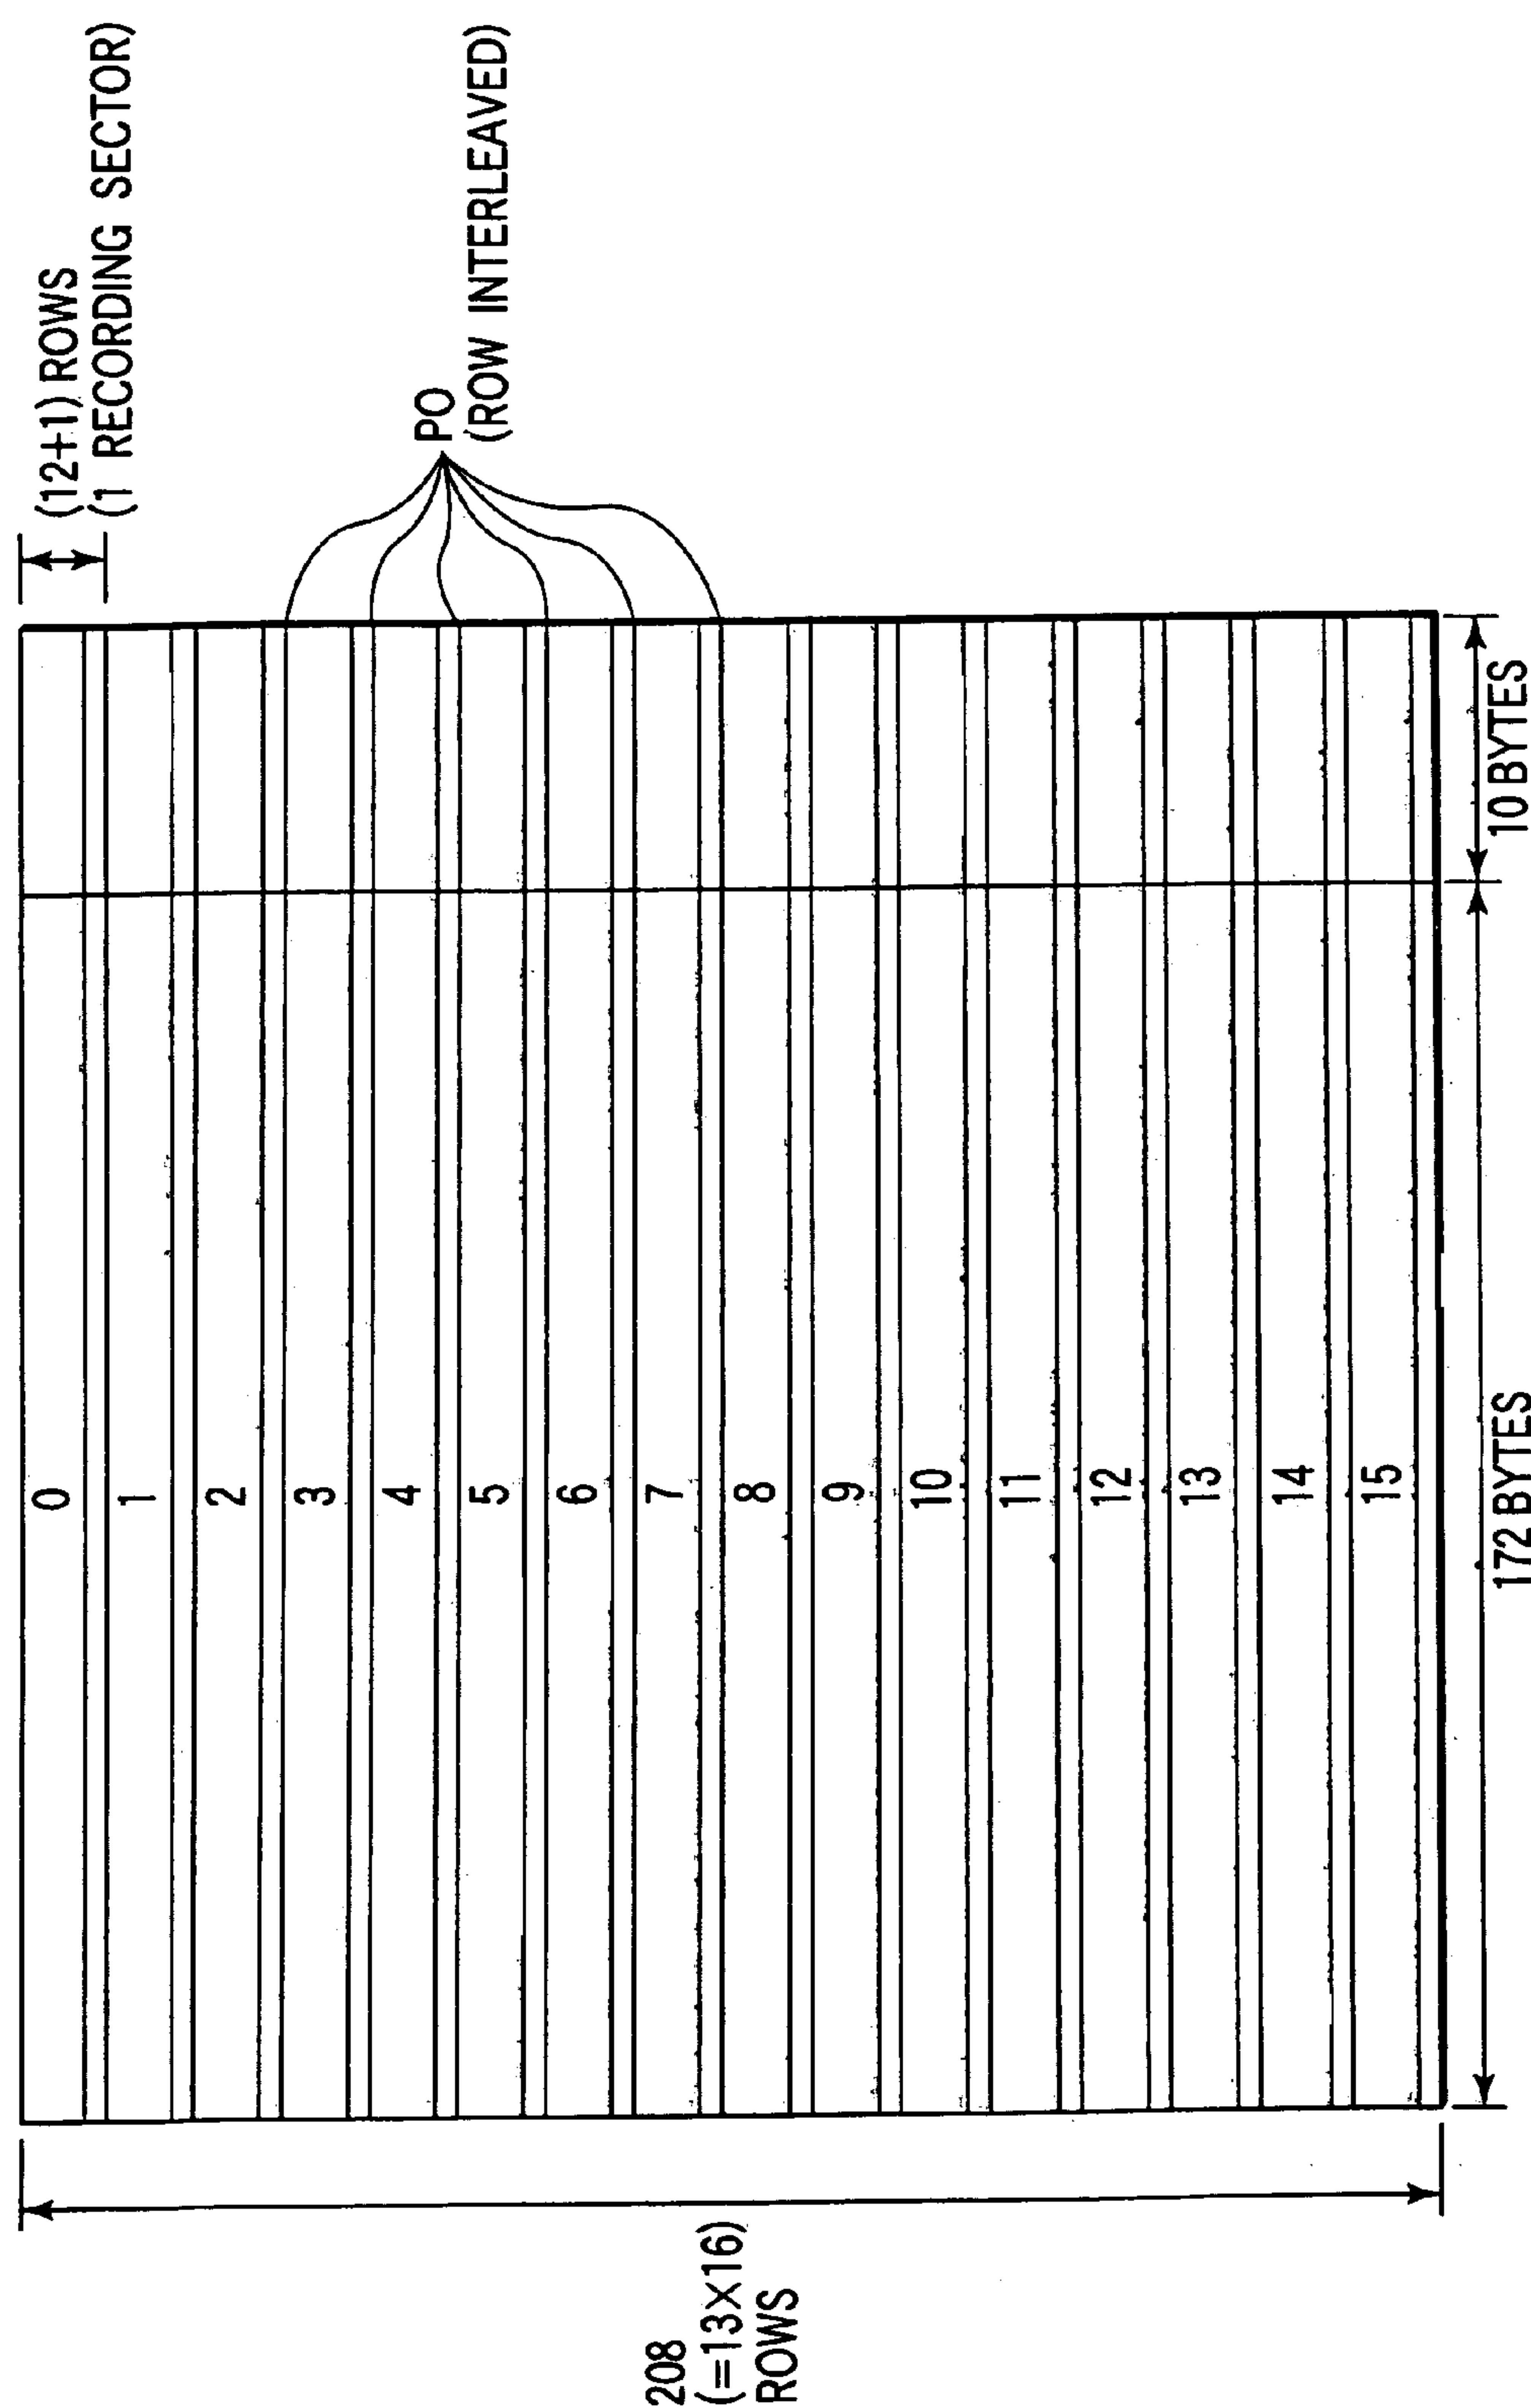 (12+1) ROWS
(1 RECORDING SECTOR)
PO
(ROW INTERLEAVED)
0
1
2
3
4
5
6
7
8
9
10
11
12
13
14
15
208
(=13×16)
ROWS
172 BYTES
10 BYTES